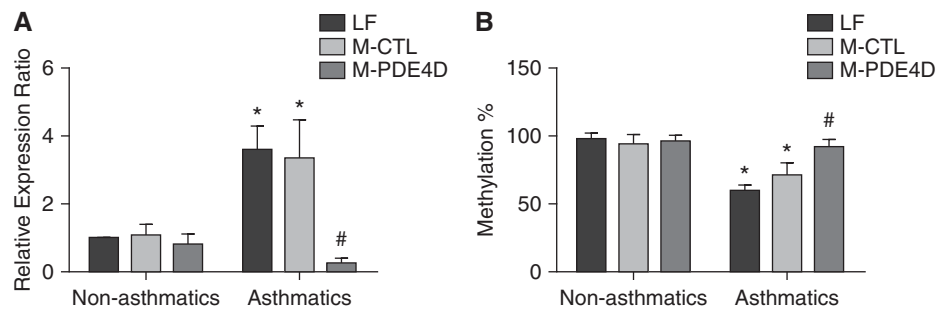 A
LF
M-CTL
M-PDE4D
Relative Expression Ratio
6
4
2
0
*
*
#
Non-asthmatics
Asthmatics
B
LF
M-CTL
M-PDE4D
Methylation %
150
100
50
0
*
*
#
Non-asthmatics
Asthmatics